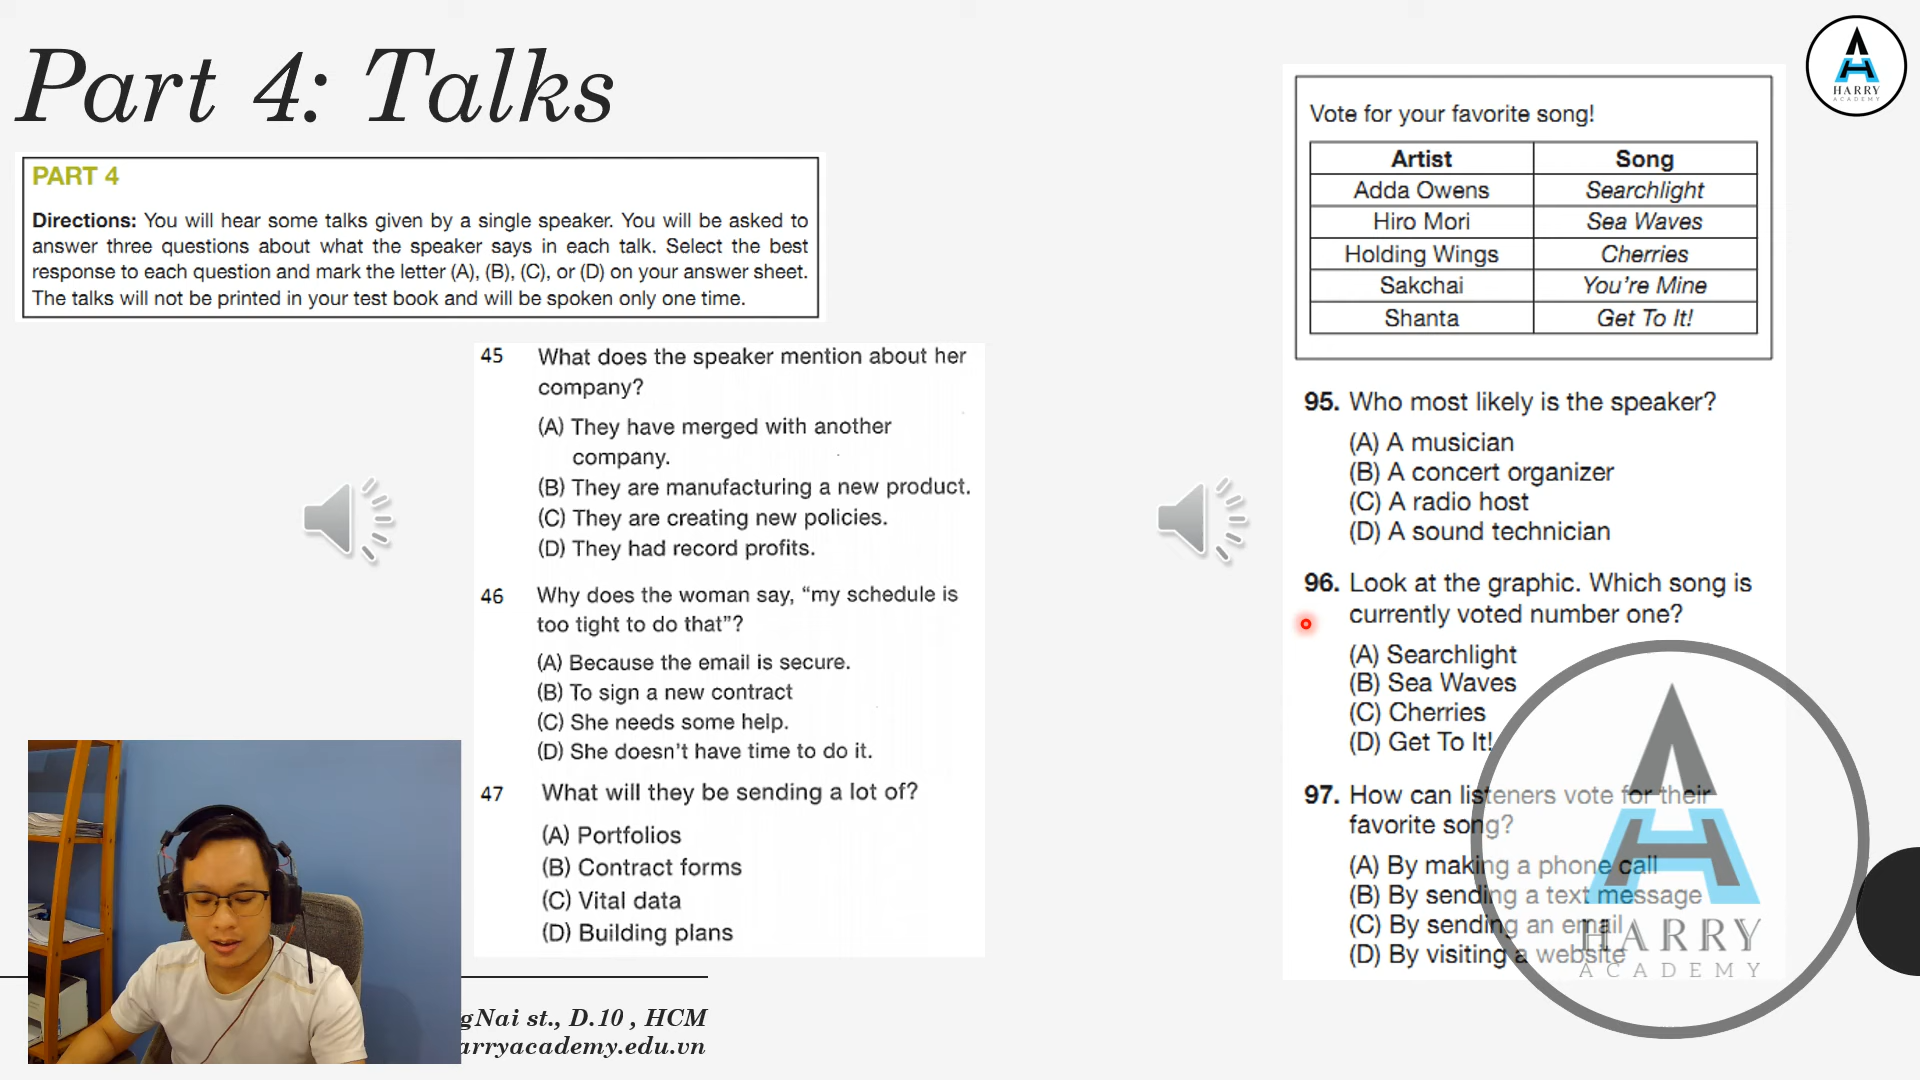 Part 4: Talks
PART 4
Directions: You will hear some talks given by a single speaker. You will be asked to
answer three questions about what the speaker says in each talk. Select the best
response to each question and mark the letter (A), (B), (C), or (D) on your answer sheet.
The talks will not be printed in your test book and will be spoken only one time.
45 What does the speaker mention about her
company?
(A) They have merged with another
company.
(B) They are manufacturing a new product.
(C) They are creating new policies.
(D) They had record profits.
46 Why does the woman say, “my schedule is
too tight to do that”?
(A) Because the email is secure.
(B) To sign a new contract
(C) She needs some help.
(D) She doesn’t have time to do it.
47 What will they be sending a lot of?
(A) Portfolios
(B) Contract forms
(C) Vital data
(D) Building plans
gNai st., D.10 , HCM
arryacademy.edu.vn
Vote for your favorite song!
Artist Song
Adda Owens Searchlight
Hiro Mori Sea Waves
Holding Wings Cherries
Sakchai You’re Mine
Shanta Get To It!
95. Who most likely is the speaker?
(A) A musician
(B) A concert organizer
(C) A radio host
(D) A sound technician
96. Look at the graphic. Which song is
currently voted number one?
(A) Searchlight
(B) Sea Waves
(C) Cherries
(D) Get To It!
97. How can listeners vote for their
favorite song?
(A) By making a phone call
(B) By sending a text message
(C) By sending an email
(D) By visiting a website
HARRY
ACADEMY
HARRY
ACADEMY